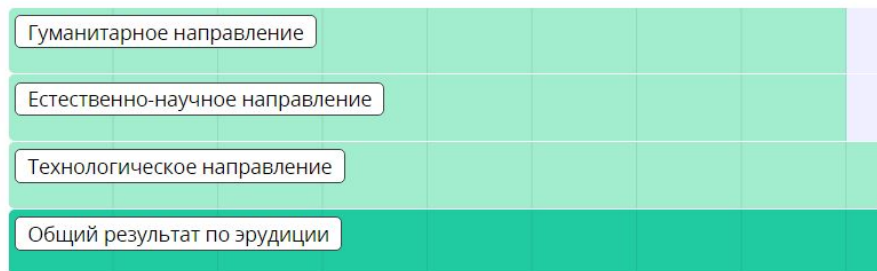 Гуманитарное направление
Естественно-научное направление
Технологическое направление
Общий результат по эрудиции